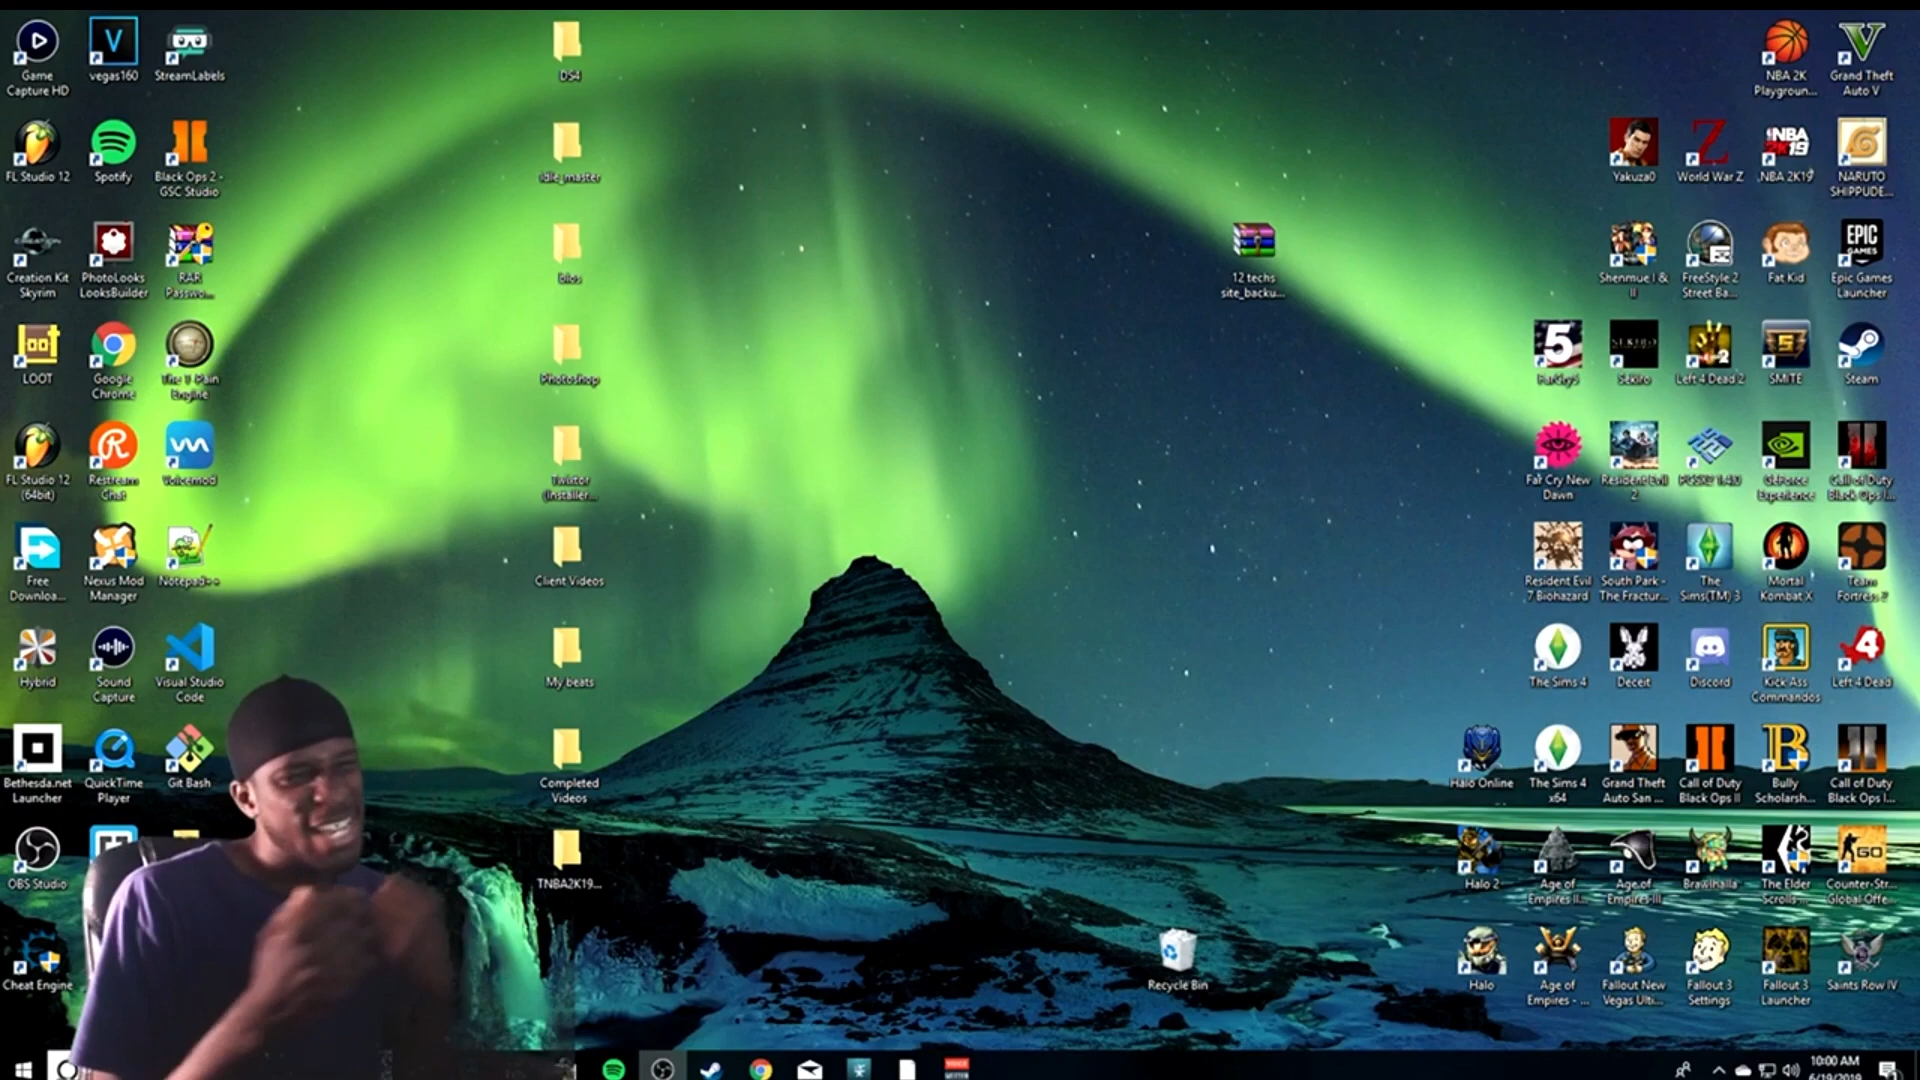 Game
Capture HD
vegas160
StreamLabels
DS4
NBA 2K
Playgroun...
Grand Theft
Auto V
FL Studio 12
Spotify
Black Ops 2 -
GSC Studio
idle_master
Yakuza0
World War Z
NBA 2K19
NARUTO
SHIPPUDE...
Creation Kit
Skyrim
PhotoLooks
LooksBuilder
RAR
Passwo...
bios
12 techs
site_backu...
Shenmue I &
II
FreeStyle 2
Street Ba...
Fat Kid
Epic Games
Launcher
LOOT
Google
Chrome
The T-Pain
Engine
Photoshop
FarCry5
Sekiro
Left 4 Dead 2
SMITE
Steam
FL Studio 12
(64bit)
Restream
Chat
Voicemod
Twixtor
(Installer...
Far Cry New
Dawn
Resident Evil
2
PCSX2 1.4.0
GeForce
Experience
Call of Duty
Black Ops I...
Free
Downloa...
Nexus Mod
Manager
Notepad++
Client Videos
Resident Evil
7 Biohazard
South Park -
The Fractur...
The
Sims(TM) 3
Mortal
Kombat X
Team
Fortress 2
Hybrid
Sound
Capture
Visual Studio
Code
My beats
The Sims 4
Deceit
Discord
Kick Ass
Commandos
Left 4 Dead
Bethesda.net
Launcher
QuickTime
Player
Git Bash
Completed
Videos
Halo Online
The Sims 4
x64
Grand Theft
Auto San ...
Call of Duty
Black Ops II
Bully
Scholarsh...
Call of Duty
Black Ops I...
OBS Studio
TNBA2K19...
Halo 2
Age of
Empires II...
Age of
Empires III
Brawlhalla
The Elder
Scrolls ...
Counter-Str...
Global Offe...
Cheat Engine
Recycle Bin
Halo
Age of
Empires - ...
Fallout New
Vegas Ulti...
Fallout 3
Settings
Fallout 3
Launcher
Saints Row IV
10:00 AM
6/19/2019